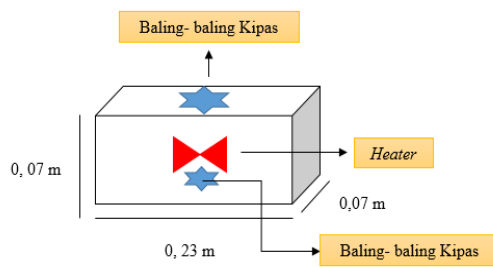 Baling- baling Kipas
Heater
0, 07 m
0,07 m
0, 23 m
Baling- baling Kipas